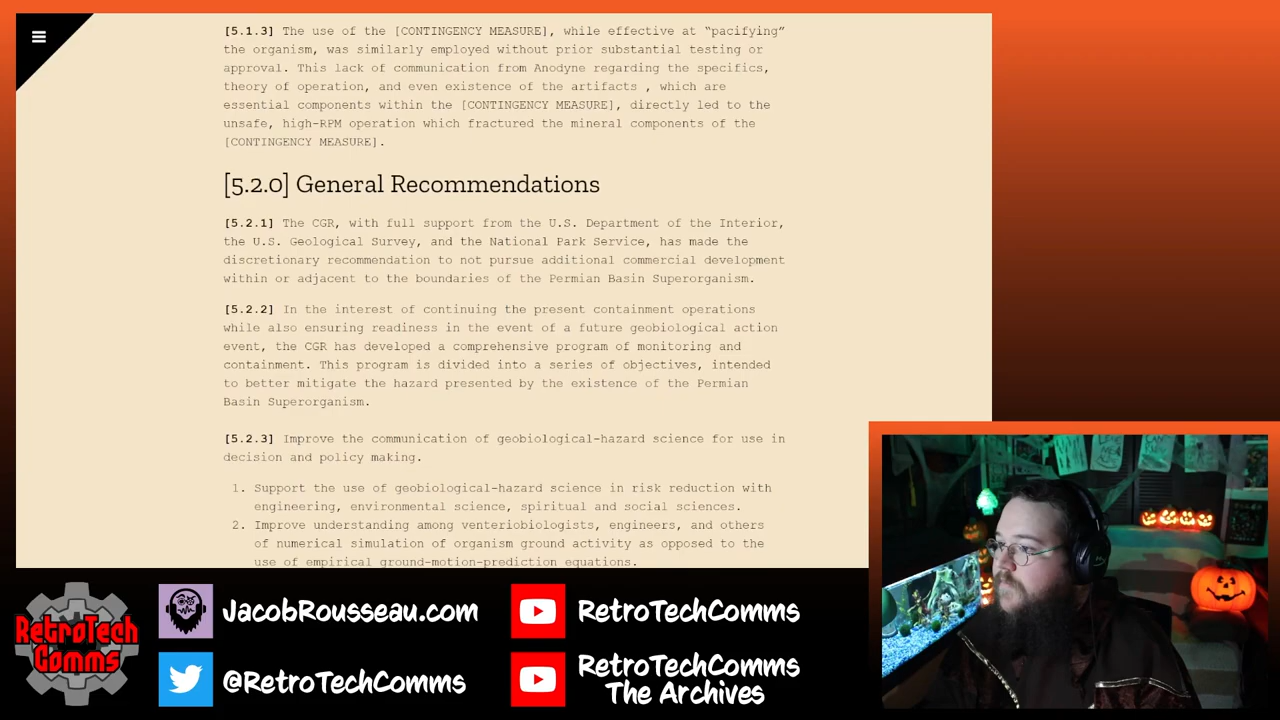 [5.1.3] The use of the [CONTINGENCY MEASURE], while effective at “pacifying”
the organism, was similarly employed without prior substantial testing or
approval. This lack of communication from Anodyne regarding the specifics,
theory of operation, and even existence of the artifacts , which are
essential components within the [CONTINGENCY MEASURE], directly led to the
unsafe, high-RPM operation which fractured the mineral components of the
[CONTINGENCY MEASURE].
[5.2.0] General Recommendations
[5.2.1] The CGR, with full support from the U.S. Department of the Interior,
the U.S. Geological Survey, and the National Park Service, has made the
discretionary recommendation to not pursue additional commercial development
within or adjacent to the boundaries of the Permian Basin Superorganism.
[5.2.2] In the interest of continuing the present containment operations
while also ensuring readiness in the event of a future geobiological action
event, the CGR has developed a comprehensive program of monitoring and
containment. This program is divided into a series of objectives, intended
to better mitigate the hazard presented by the existence of the Permian
Basin Superorganism.
[5.2.3] Improve the communication of geobiological-hazard science for use in
decision and policy making.
1. Support the use of geobiological-hazard science in risk reduction with
engineering, environmental science, spiritual and social sciences.
2. Improve understanding among venteriobiologists, engineers, and others
of numerical simulation of organism ground activity as opposed to the
use of empirical ground-motion-prediction equations.
RetroTech
Comms
JacobRousseau.com
@RetroTechComms
RetroTechComms
RetroTechComms
The Archives